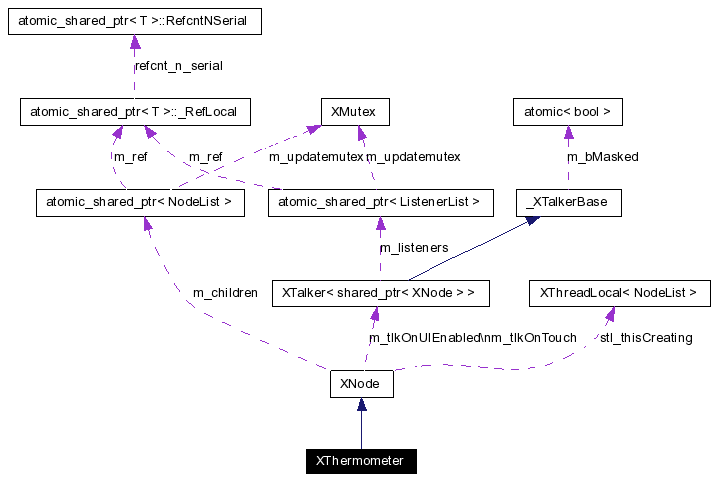 atomic_shared_ptr< T >::RefcntNSerial
refcnt_n_serial
atomic_shared_ptr< T >::_RefLocal
XMutex
atomic< bool >
m_ref
m_ref
m_updatemutex
m_updatemutex
m_bMasked
atomic_shared_ptr< NodeList >
atomic_shared_ptr< ListenerList >
_XTalkerBase
m_listeners
m_children
XTalker< shared_ptr< XNode > >
XThreadLocal< NodeList >
m_tlkOnUIEnabled\nm_tlkOnTouch
stl_thisCreating
XNode
XThermometer